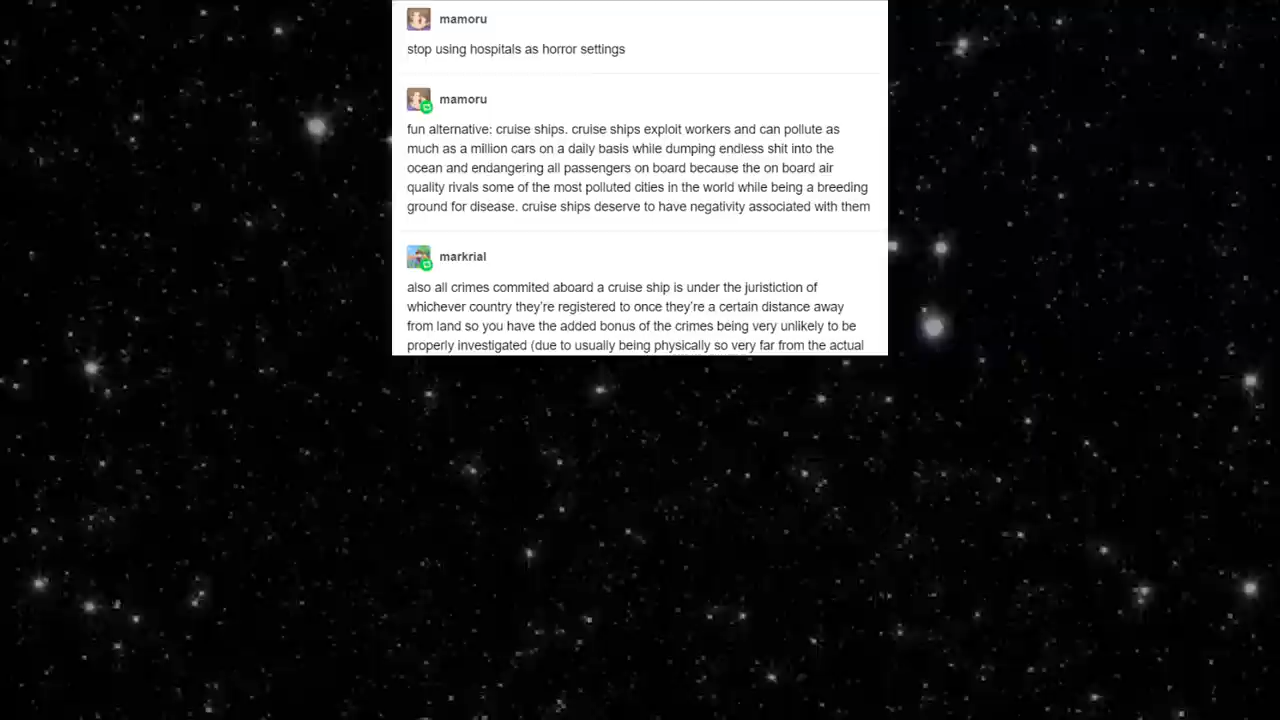 mamoru
stop using hospitals as horror settings
mamoru
fun alternative: cruise ships. cruise ships exploit workers and can pollute as
much as a million cars on a daily basis while dumping endless shit into the
ocean and endangering all passengers on board because the on board air
quality rivals some of the most polluted cities in the world while being a breeding
ground for disease. cruise ships deserve to have negativity associated with them
markrial
also all crimes commited aboard a cruise ship is under the juristiction of
whichever country they're registered to once they're a certain distance away
from land so you have the added bonus of the crimes being very unlikely to be
properly investigated (due to usually being physically so very far from the actual